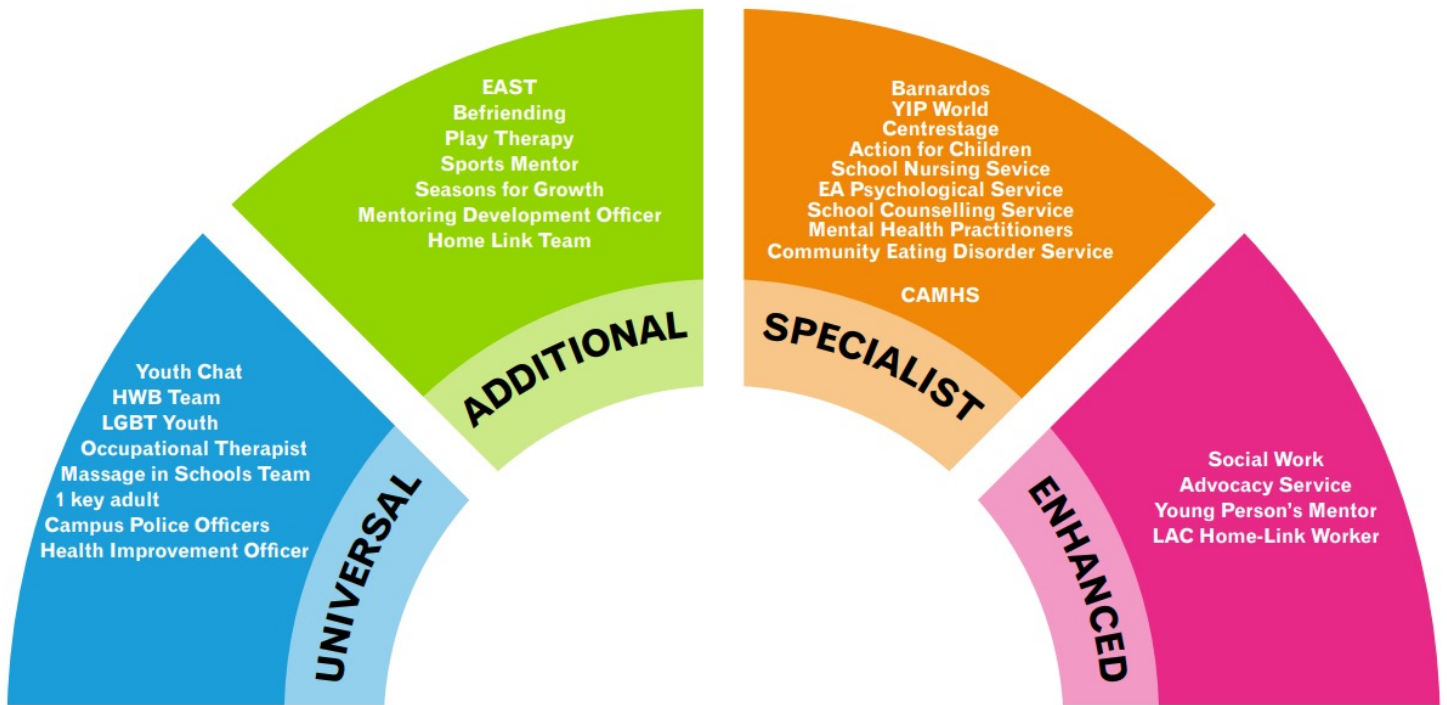 EAST
Befriending
Play Therapy
Sports Mentor
Seasons for Growth
Mentoring Development Officer
Home Link Team
ADDITIONAL
Barnardos
YIP World
Centrestage
Action for Children
School Nursing Sevice
EA Psychological Service
School Counselling Service
Mental Health Practitioners
Community Eating Disorder Service
CAMHS
SPECIALIST
Youth Chat
HWB Team
LGBT Youth
Occupational Therapist
Massage in Schools Team
1 key adult
Campus Police Officers
Health Improvement Officer
UNIVERSAL
Social Work
Advocacy Service
Young Person's Mentor
LAC Home-Link Worker
ENHANCED